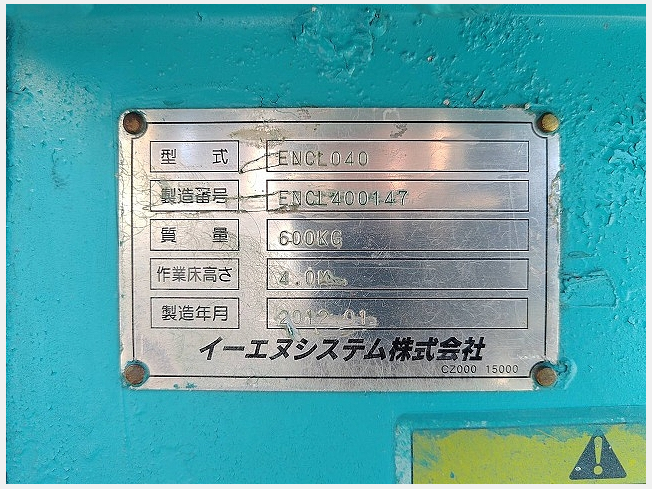 型 式 ENCL040
製造番号 ENCL400147
質 量 600KG
作業床高さ 4.0M
製造年月 2012.01
イーエヌシステム株式会社
CZ000 15000